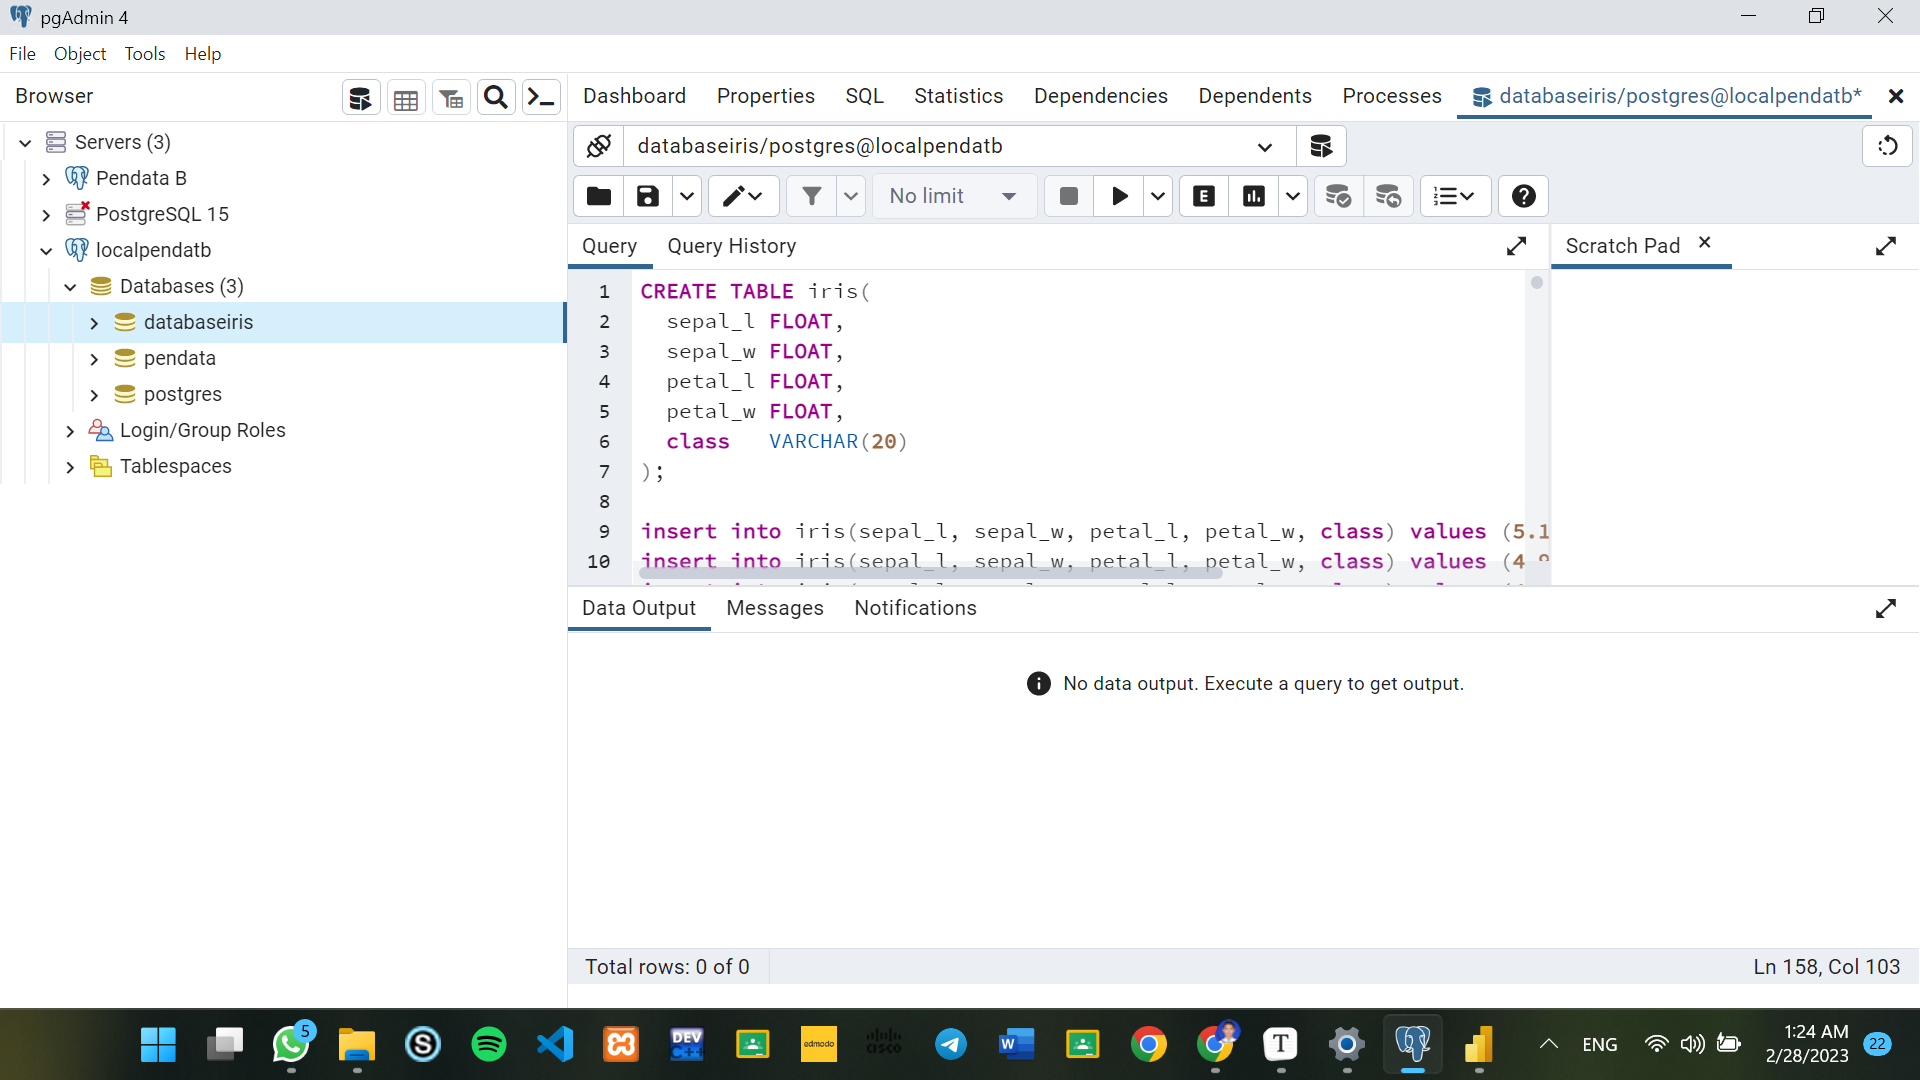 pgAdmin 4
File Object Tools Help
Browser
Dashboard Properties SQL Statistics Dependencies Dependents Processes databaseiris/postgres@localpendatb*
Servers (3)
Pendata B
PostgreSQL 15
localpendatb
Databases (3)
databaseiris
pendata
postgres
Login/Group Roles
Tablespaces
databaseiris/postgres@localpendatb
No limit
E
Query Query History
Scratch Pad
1 CREATE TABLE iris(
2 sepal_l FLOAT,
3 sepal_w FLOAT,
4 petal_l FLOAT,
5 petal_w FLOAT,
6 class VARCHAR(20)
7 );
8
9 insert into iris(sepal_l, sepal_w, petal_l, petal_w, class) values (5.1
10 insert into iris(sepal_l, sepal_w, petal_l, petal_w, class) values (4.9
Data Output Messages Notifications
No data output. Execute a query to get output.
Total rows: 0 of 0
Ln 158, Col 103
5
S
DEV C++
edmodo
cisco
W
T
ENG
1:24 AM
2/28/2023
22